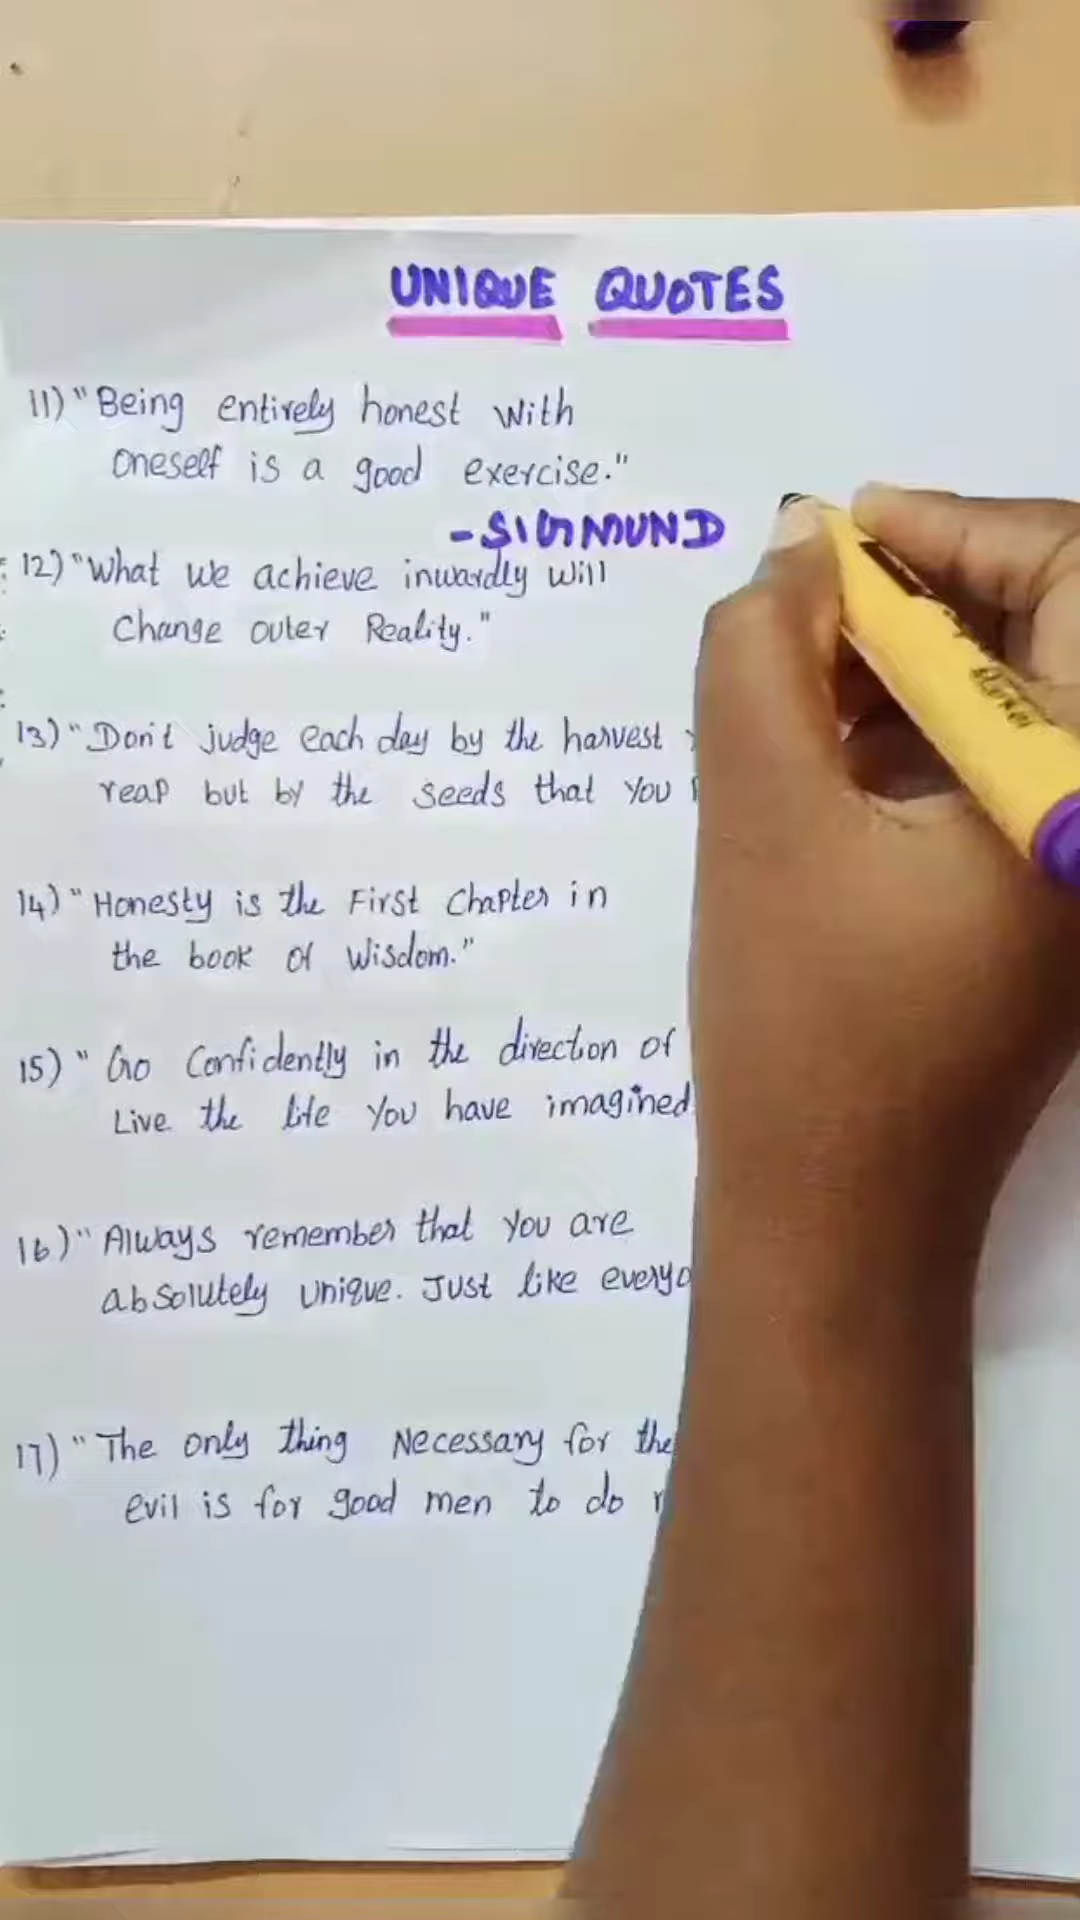 UNIQUE QUOTES
11) "Being entirely honest with
oneself is a good exercise."
-SIGMUND
12) "What we achieve inwardly will
Change outer Reality."
13) "Don't judge each day by the harvest
reap but by the seeds that you
14) "Honesty is the First Chapter in
the book of wisdom."
15) "Go Confidently in the direction of
Live the life you have imagined
16) "Always remember that you are
absolutely unique. Just like
17) "The only thing Necessary for the
evil is for good men to do